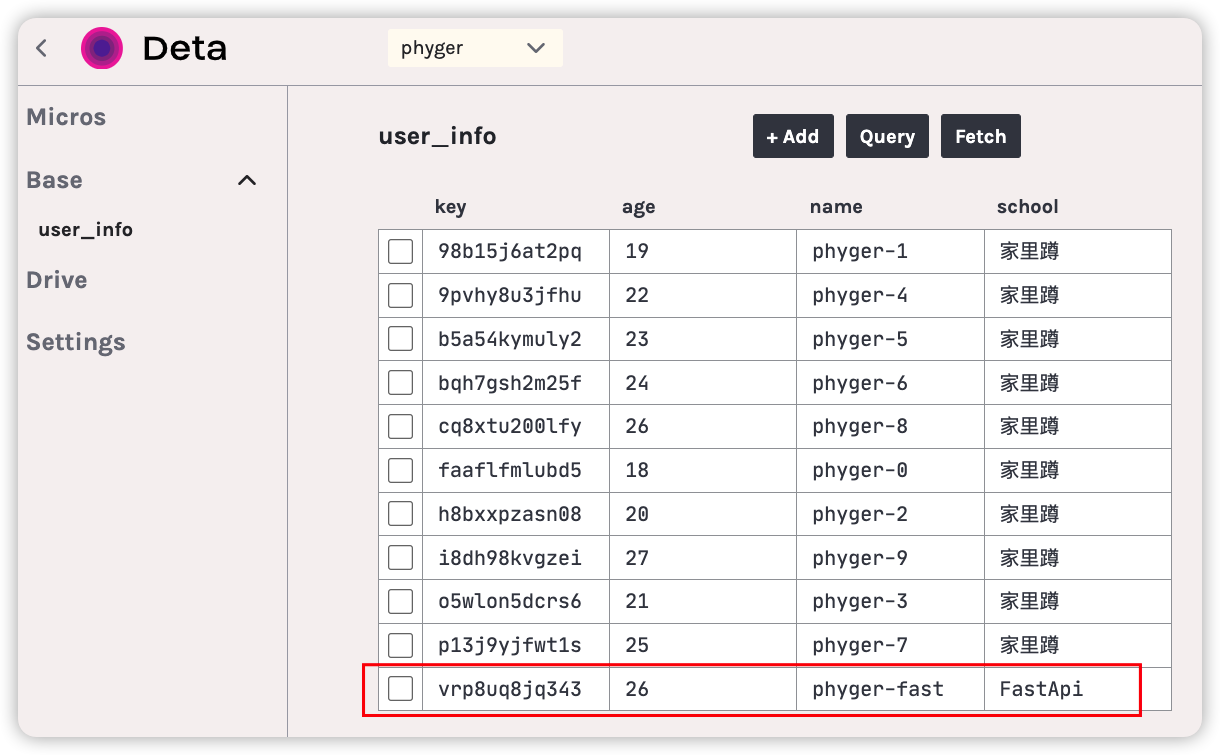 Deta
phyger
Micros
Base
user_info
Drive
Settings
user_info
+ Add
Query
Fetch
key age name school
98b15j6at2pq 19 phyger-1 家里蹲
9pvhy8u3jfhu 22 phyger-4 家里蹲
b5a54kymuly2 23 phyger-5 家里蹲
bqh7gsh2m25f 24 phyger-6 家里蹲
cq8xtu200lfy 26 phyger-8 家里蹲
faaflfmlubd5 18 phyger-0 家里蹲
h8bxxpzasn08 20 phyger-2 家里蹲
i8dh98kvgzei 27 phyger-9 家里蹲
o5wlon5dcrs6 21 phyger-3 家里蹲
p13j9yjfwt1s 25 phyger-7 家里蹲
vrp8uq8jq343 26 phyger-fast FastApi